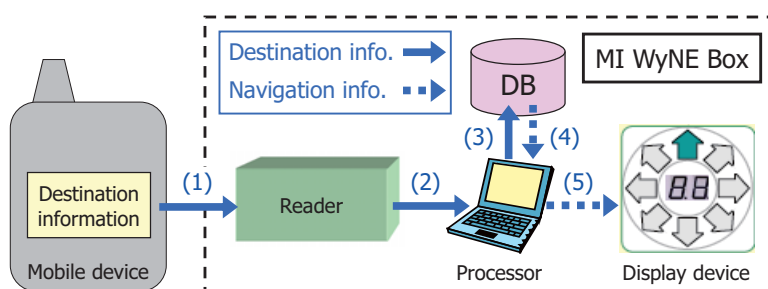 Destination info.
Navigation info.
DB
MI WyNE Box
(3)
(4)
(1)
(2)
(5)
Destination
information
Reader
8.8
Mobile device
Processor
Display device